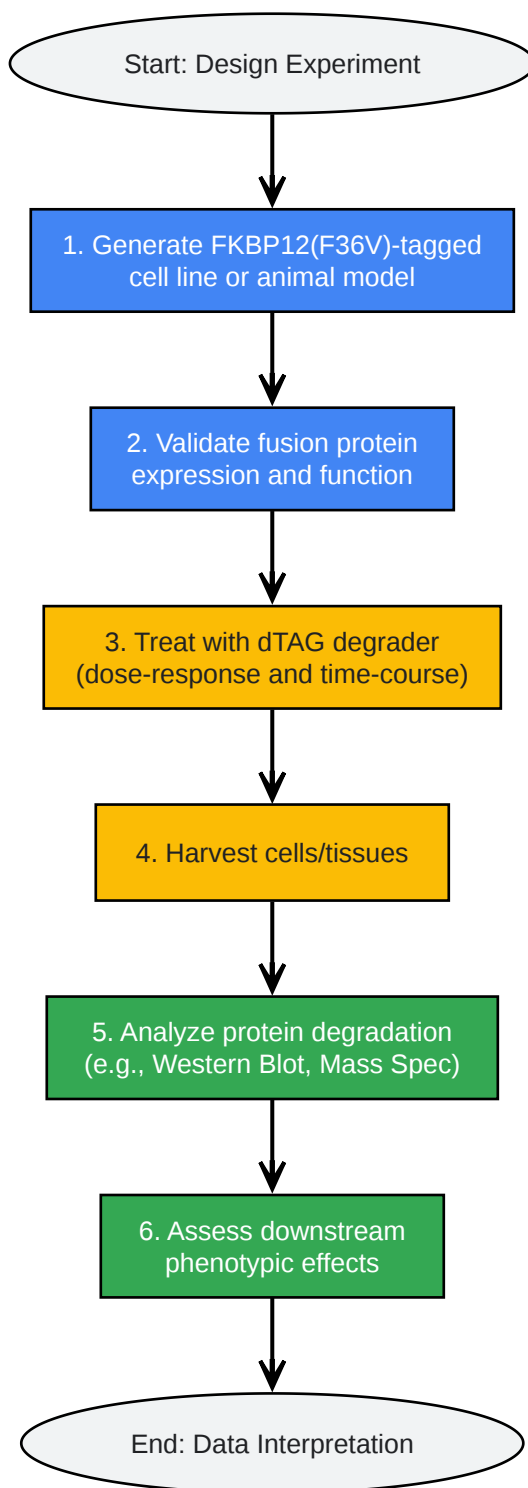 Start: Design Experiment
1. Generate FKBP12(F36V)-tagged
cell line or animal model
2. Validate fusion protein
expression and function
3. Treat with dTAG degrader
(dose-response and time-course)
4. Harvest cells/tissues
5. Analyze protein degradation
(e.g., Western Blot, Mass Spec)
6. Assess downstream
phenotypic effects
End: Data Interpretation